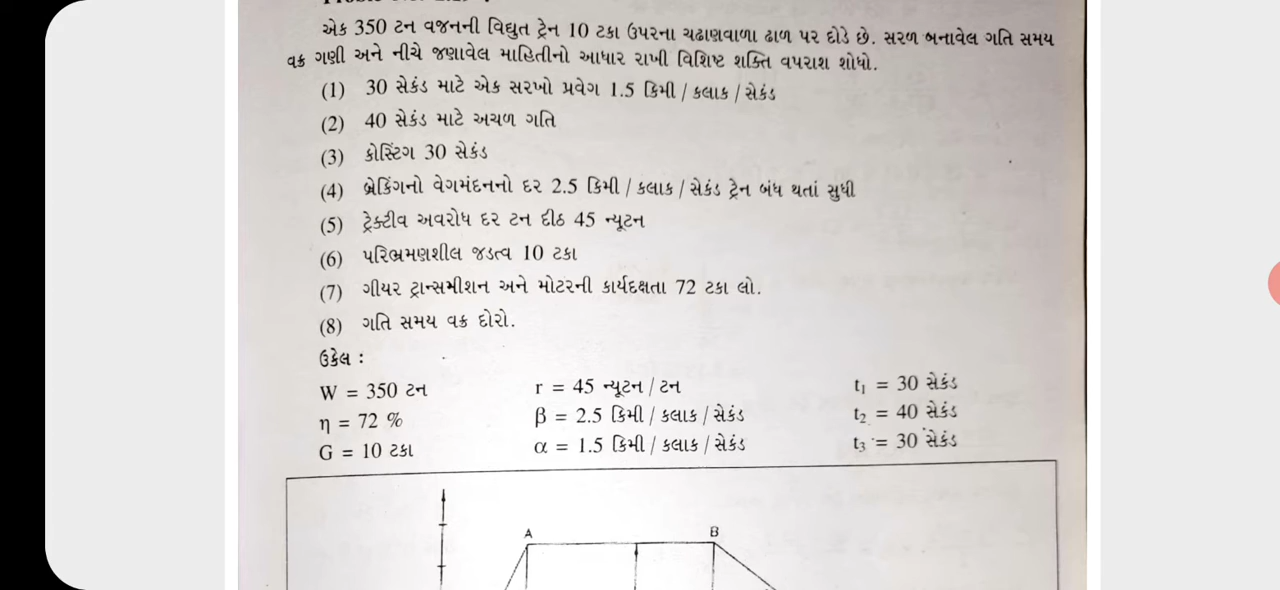 એક 350 ટન વજનની વિદ્યુત ટ્રેન 10 ટકા ઉપરના ચઢાણવાળા ઢાળ પર દોડે છે. સરળ બનાવેલ ગતિ સમય
વક્ર ગણી અને નીચે જણાવેલ માહિતીનો આધાર રાખી વિશિષ્ટ શક્તિ વપરાશ શોધો.
(1) 30 સેકંડ માટે એક સરખો પ્રવેગ 1.5 કિમી / કલાક / સેકંડ
(2) 40 સેકંડ માટે અચળ ગતિ
(3) કોસ્ટિંગ 30 સેકંડ
(4) બ્રેકિંગનો વેગમંદનનો દર 2.5 કિમી / કલાક / સેકંડ ટ્રેન બંધ થતાં સુધી
(5) ટ્રેક્ટીવ અવરોધ દર ટન દીઠ 45 ન્યૂટન
(6) પરિભ્રમણશીલ જડત્વ 10 ટકા
(7) ગીયર ટ્રાન્સમીશન અને મોટરની કાર્યદક્ષતા 72 ટકા લો.
(8) ગતિ સમય વક્ર દોરો.
ઉકેલ :
W = 350 ટન r = 45 ન્યૂટન / ટન t₁ = 30 સેકંડ
η = 72 % β = 2.5 કિમી / કલાક / સેકંડ t₂ = 40 સેકંડ
G = 10 ટકા α = 1.5 કિમી / કલાક / સેકંડ t₃ = 30 સેકંડ
A B